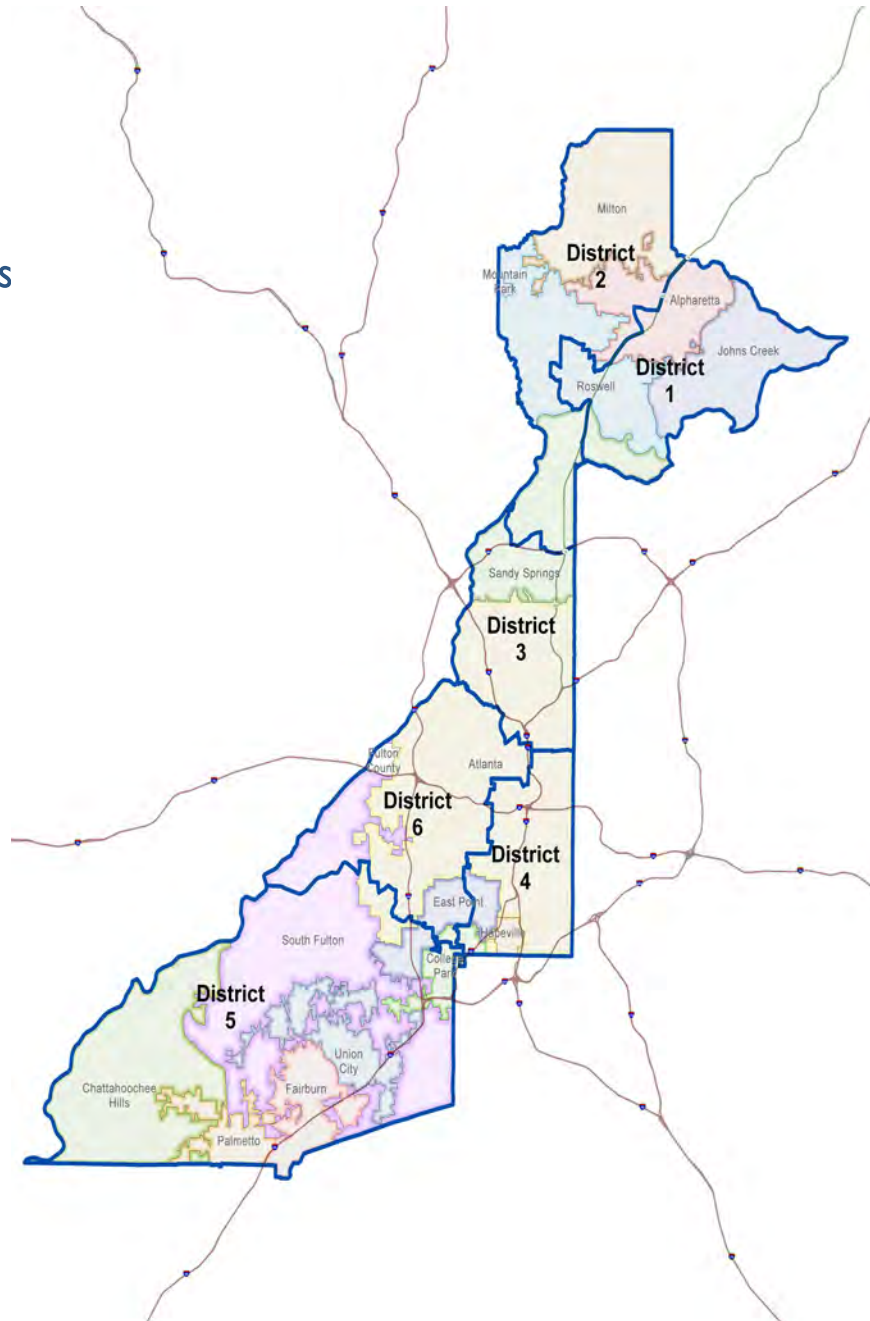 s
Milton
District
2
Mountain
Park
Alpharetta
Johns Creek
District
1
Roswell
Sandy Springs
District
3
Fulton
County
Atlanta
District
6
District
4
East Point
Hapeville
South Fulton
College
Park
District
5
Union
City
Chattahoochee
Hills
Fairburn
Palmetto